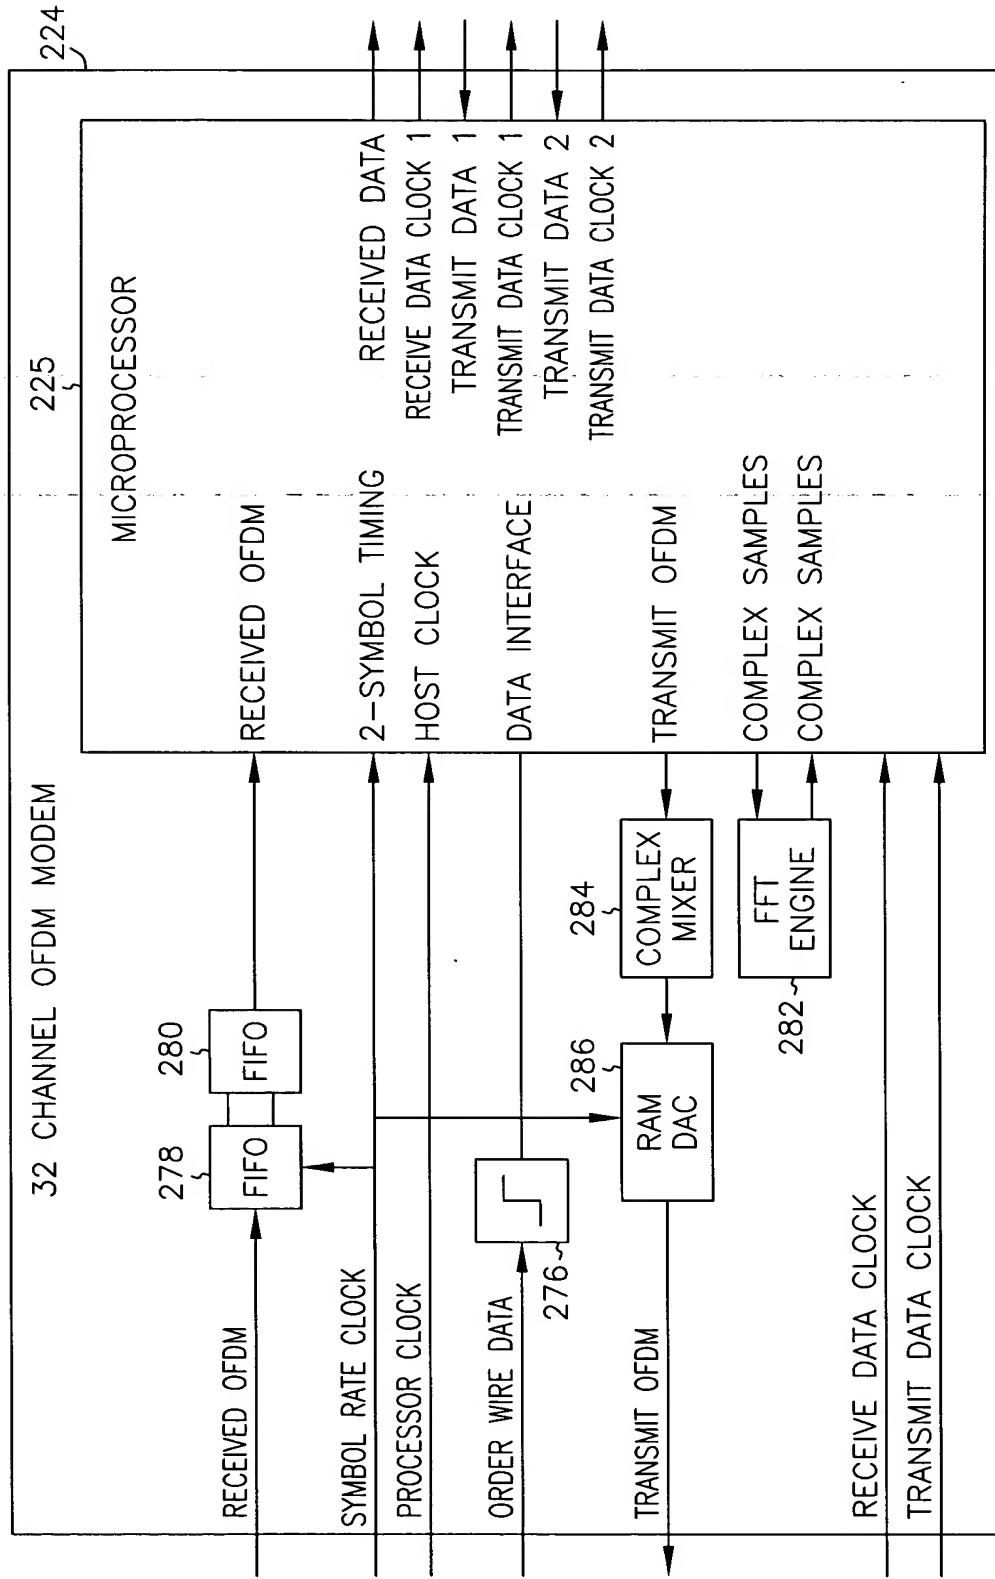 224
32 CHANNEL OFDM MODEM
225
MICROPROCESSOR
278
FIFO
280
FIFO
RECEIVED OFDM
RECEIVED OFDM
SYMBOL RATE CLOCK
2-SYMBOL TIMING
PROCESSOR CLOCK
HOST CLOCK
ORDER WIRE DATA
276
DATA INTERFACE
TRANSMIT OFDM
286
RAM
DAC
284
COMPLEX
MIXER
TRANSMIT OFDM
282
FFT
ENGINE
COMPLEX SAMPLES
COMPLEX SAMPLES
RECEIVE DATA CLOCK
TRANSMIT DATA CLOCK
RECEIVED DATA
RECEIVE DATA CLOCK 1
TRANSMIT DATA 1
TRANSMIT DATA CLOCK 1
TRANSMIT DATA 2
TRANSMIT DATA CLOCK 2